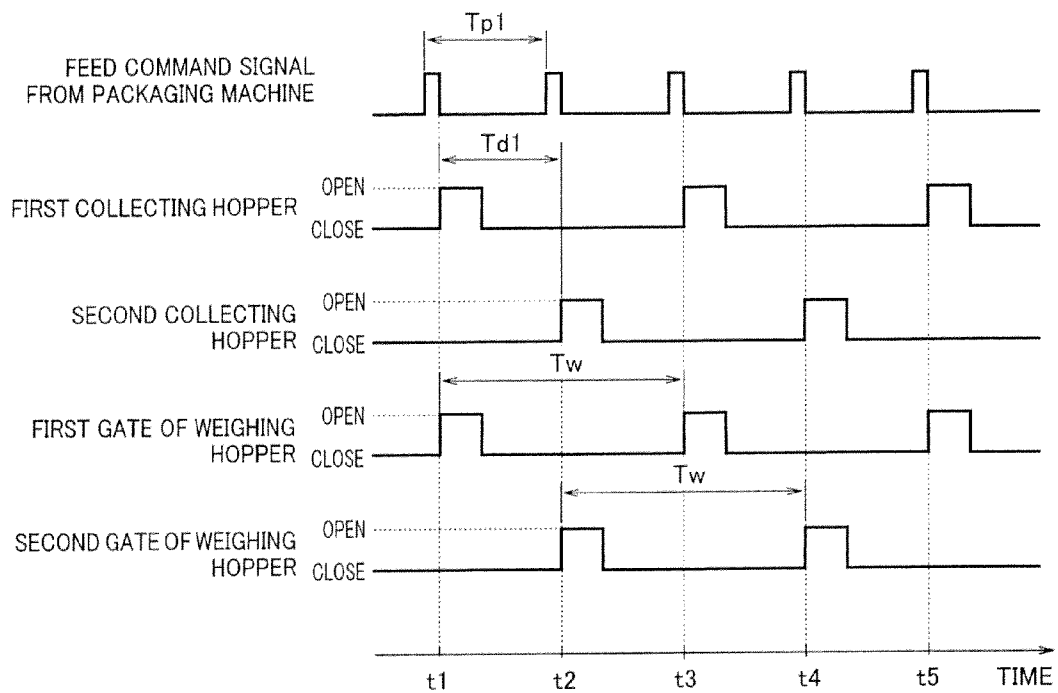 Tp1
FEED COMMAND SIGNAL
FROM PACKAGING MACHINE
Td1
OPEN
FIRST COLLECTING HOPPER
CLOSE
OPEN
SECOND COLLECTING
HOPPER CLOSE
Tw
OPEN
FIRST GATE OF WEIGHING
HOPPER CLOSE
Tw
OPEN
SECOND GATE OF WEIGHING
HOPPER CLOSE
t1 t2 t3 t4 t5 TIME